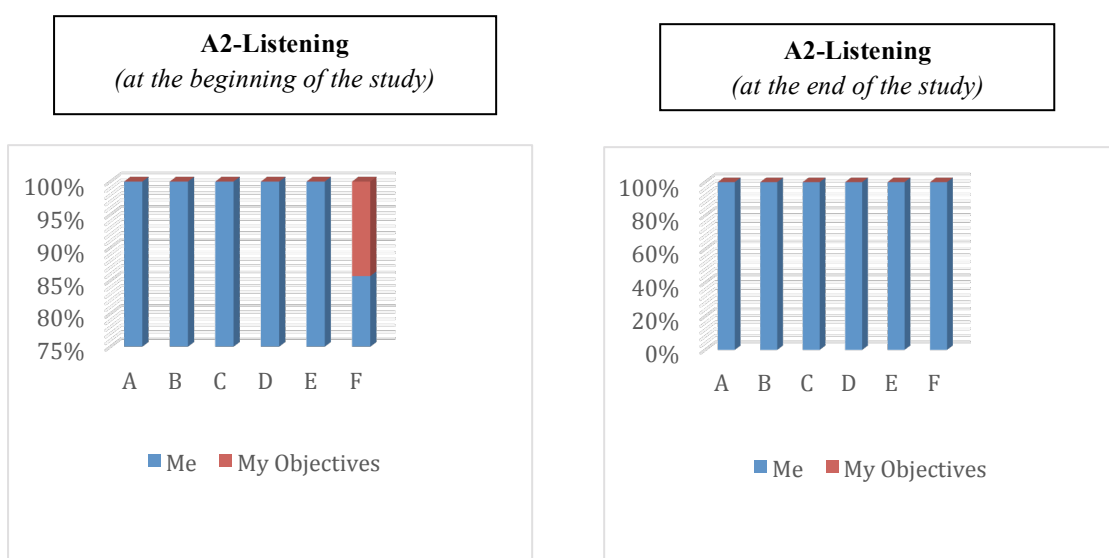 A2-Listening
(at the beginning of the study)
A2-Listening
(at the end of the study)
100%
95%
90%
85%
80%
75%
A B C D E F
Me My Objectives
100%
80%
60%
40%
20%
0%
A B C D E F
Me My Objectives